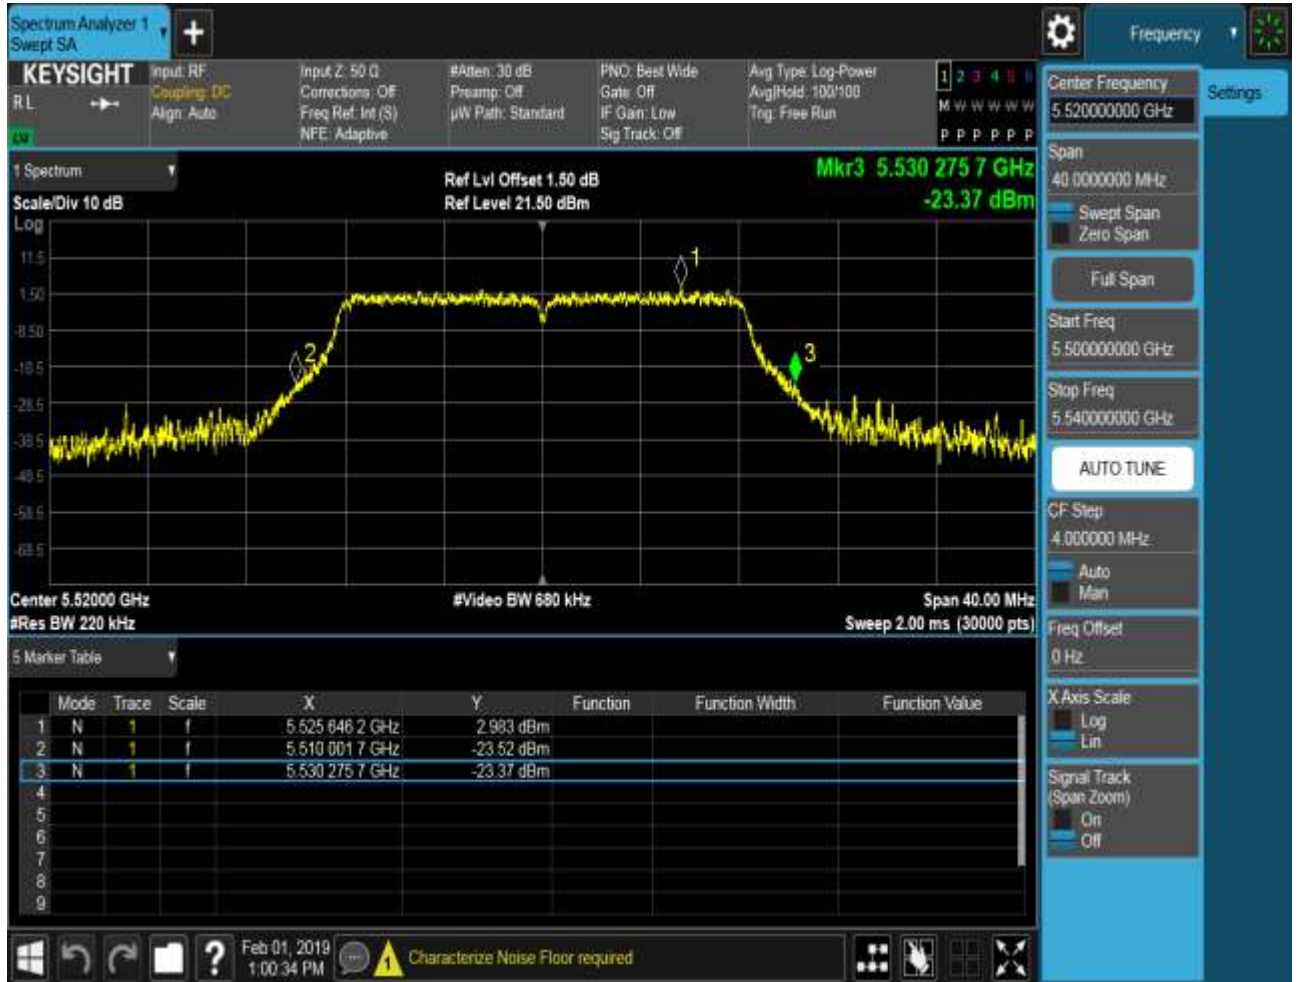 Spectrum Analyzer 1
Swept SA
+
Frequency
KEYSIGHT
RL
Input: RF
Coupling: DC
Align: Auto
Input Z: 50 Ω
Corrections: Off
Freq Ref: Int (S)
NFE: Adaptive
#Atten: 30 dB
Preamp: Off
µW Path: Standard
PNO: Best Wide
Gate: Off
IF Gain: Low
Sig Track: Off
Avg Type: Log-Power
Avg|Hold: 100/100
Trig: Free Run
1 2 3 4 5 6
M W W W W W
P P P P P P
1 Spectrum
Scale/Div 10 dB
Ref Lvl Offset 1.50 dB
Ref Level 21.50 dBm
Mkr3 5.530 275 7 GHz
-23.37 dBm
Log
11.5
1.50
-8.50
-18.5
-28.5
-38.5
-48.5
-58.5
-68.5
1
2
3
Center 5.52000 GHz
#Res BW 220 kHz
#Video BW 680 kHz
Span 40.00 MHz
Sweep 2.00 ms (30000 pts)
5 Marker Table
Mode Trace Scale X Y Function Function Width Function Value
1 N 1 f 5.525 646 2 GHz 2.983 dBm
2 N 1 f 5.510 001 7 GHz -23.52 dBm
3 N 1 f 5.530 275 7 GHz -23.37 dBm
4
5
6
7
8
9
Feb 01, 2019
1:00:34 PM
?
1
Characterize Noise Floor required
Center Frequency
5.520000000 GHz
Settings
Span
40.0000000 MHz
Swept Span
Zero Span
Full Span
Start Freq
5.500000000 GHz
Stop Freq
5.540000000 GHz
AUTO TUNE
CF Step
4.000000 MHz
Auto
Man
Freq Offset
0 Hz
X Axis Scale
Log
Lin
Signal Track
(Span Zoom)
On
Off